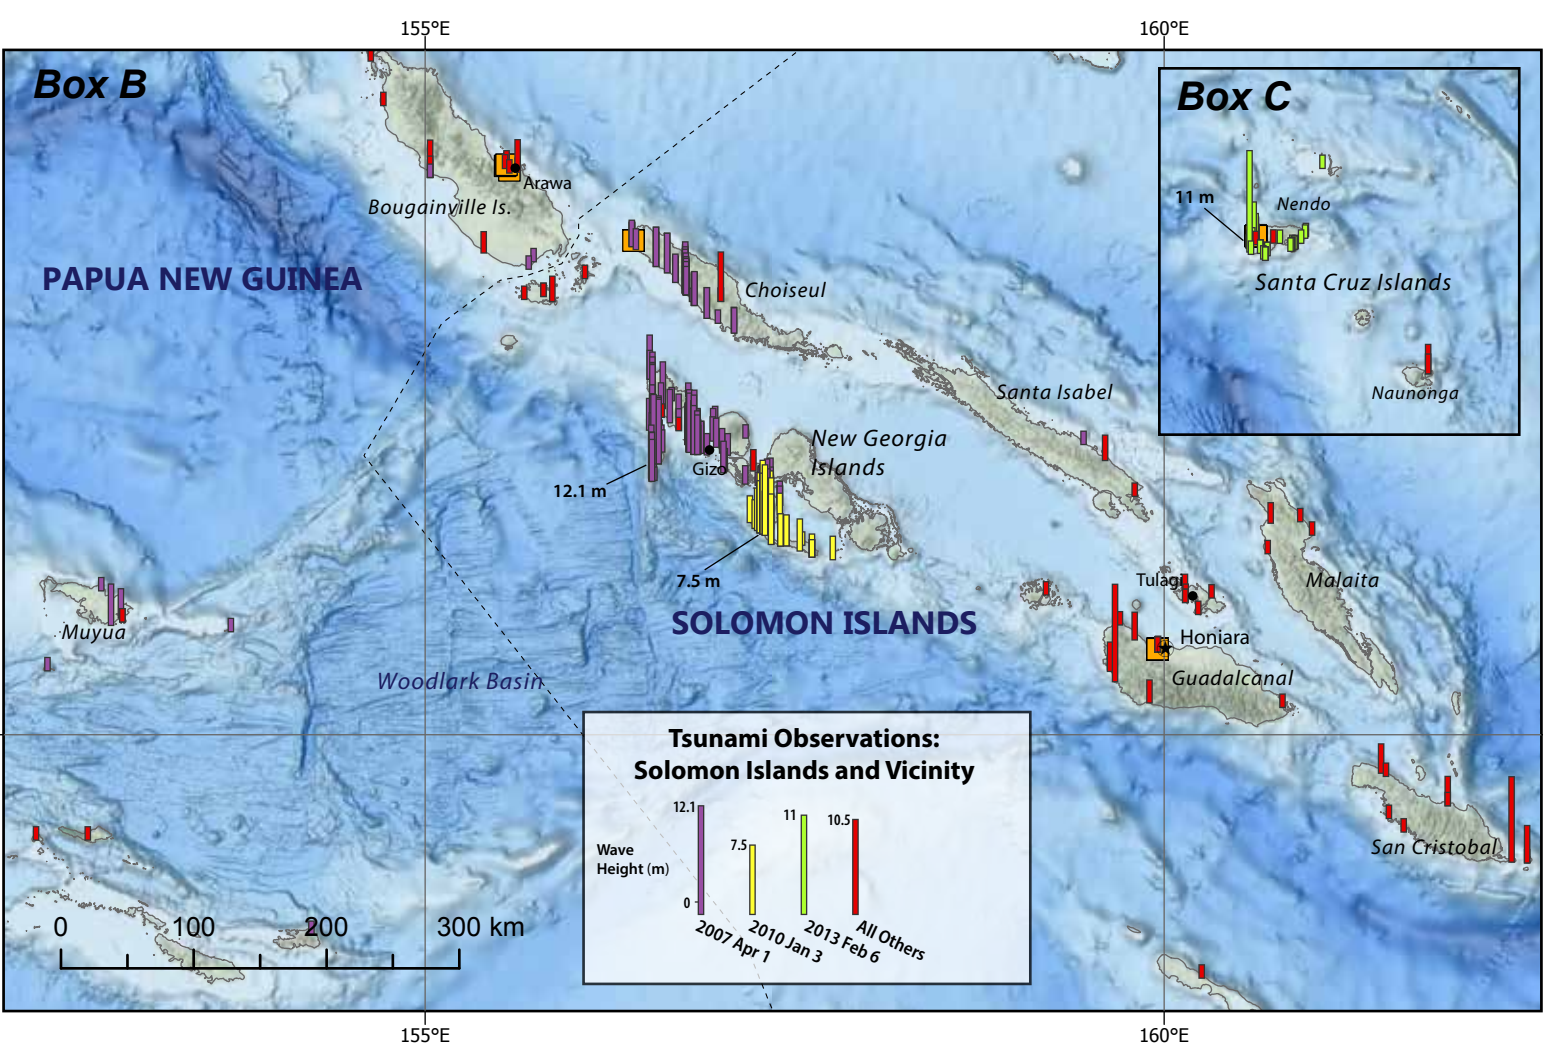 155°E
160°E
Box B
Box C
Arawa
Bougainville Is.
PAPUA NEW GUINEA
11 m
Nendo
Santa Cruz Islands
Choiseul
Naunonga
Santa Isabel
New Georgia
Islands
Gizo
12.1 m
7.5 m
Tulagi
Malaita
SOLOMON ISLANDS
Muyua
Honiara
Guadalcanal
Woodlark Basin
San Cristobal
Tsunami Observations:
Solomon Islands and Vicinity
12.1
7.5
11
10.5
Wave
Height (m)
0
2007 Apr 1
2010 Jan 3
2013 Feb 6
All Others
0 100 200 300 km
155°E
160°E